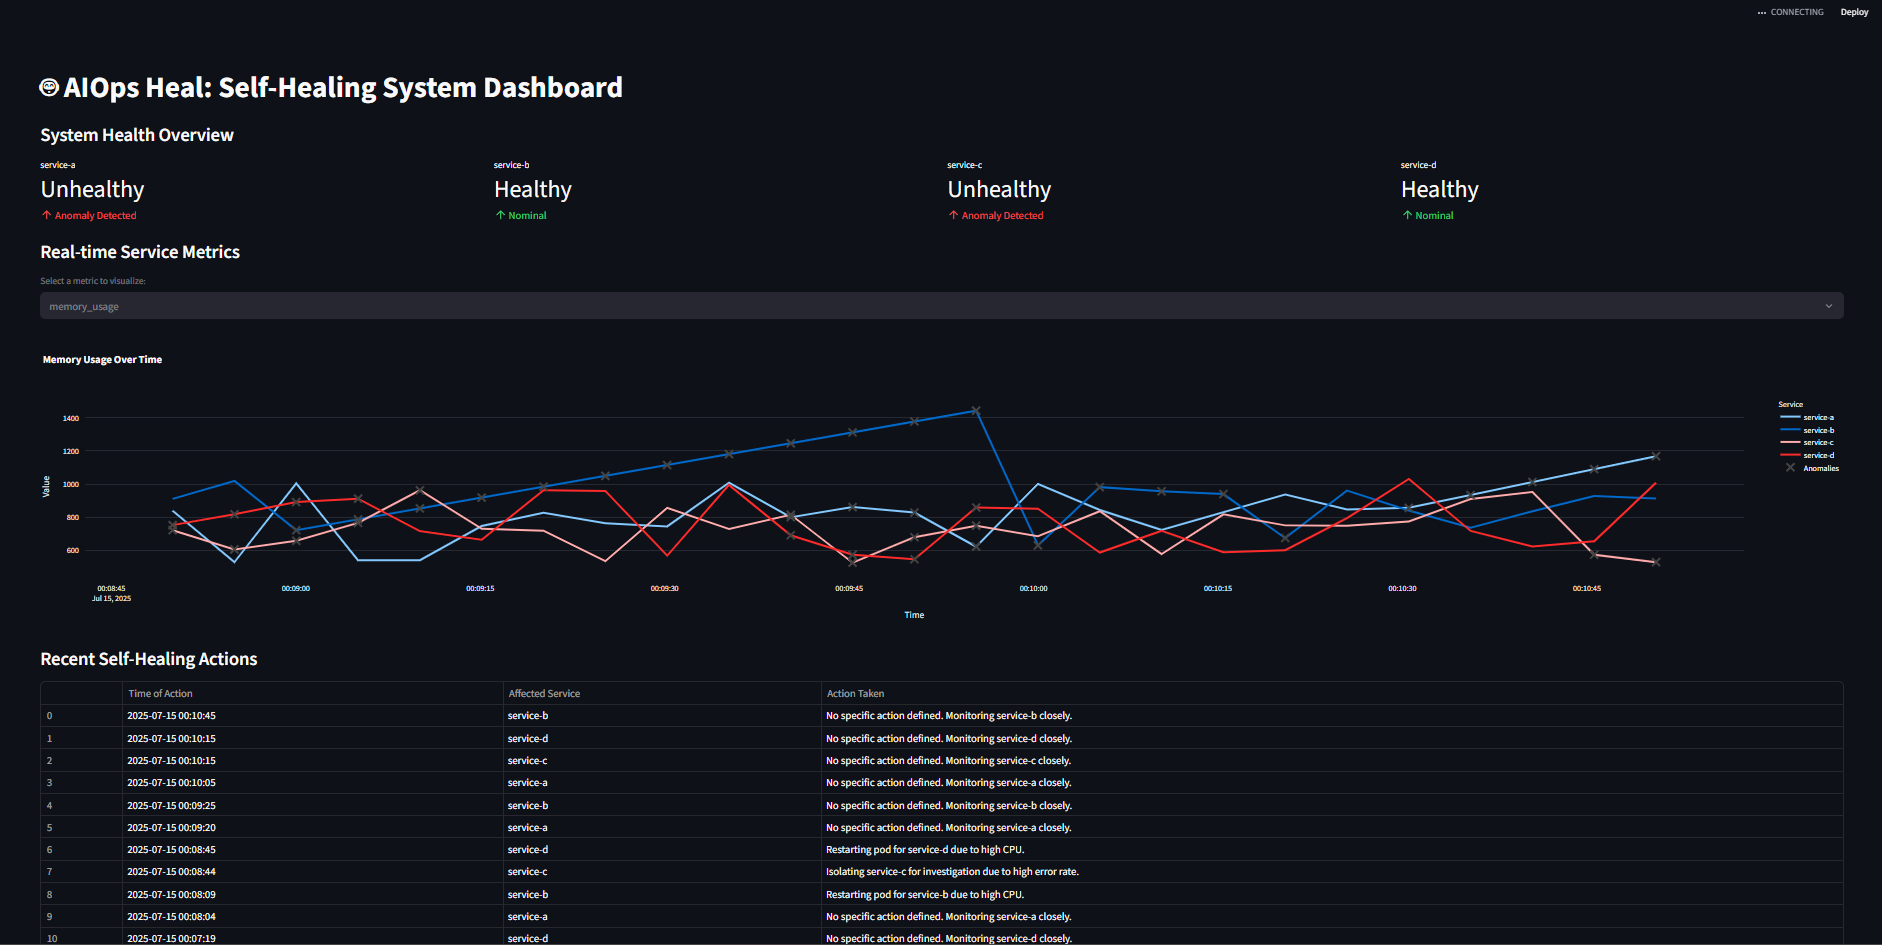 CONNECTING Deploy
AIOps Heal: Self-Healing System Dashboard
System Health Overview
service-a service-b service-c service-d
Unhealthy Healthy Unhealthy Healthy
↑ Anomaly Detected ↑ Nominal ↑ Anomaly Detected ↑ Nominal
Real-time Service Metrics
Select a metric to visualize:
memory_usage
Memory Usage Over Time
Service
service-a
service-b
service-c
service-d
Anomalies
Value
1400
1200
1000
800
600
00:08:45 00:09:00 00:09:15 00:09:30 00:09:45 00:10:00 00:10:15 00:10:30 00:10:45
Jul 15, 2025
Time
Recent Self-Healing Actions
Time of Action Affected Service Action Taken
0 2025-07-15 00:10:45 service-b No specific action defined. Monitoring service-b closely.
1 2025-07-15 00:10:15 service-d No specific action defined. Monitoring service-d closely.
2 2025-07-15 00:10:15 service-c No specific action defined. Monitoring service-c closely.
3 2025-07-15 00:10:05 service-a No specific action defined. Monitoring service-a closely.
4 2025-07-15 00:09:25 service-b No specific action defined. Monitoring service-b closely.
5 2025-07-15 00:09:20 service-a No specific action defined. Monitoring service-a closely.
6 2025-07-15 00:08:45 service-d Restarting pod for service-d due to high CPU.
7 2025-07-15 00:08:44 service-c Isolating service-c for investigation due to high error rate.
8 2025-07-15 00:08:09 service-b Restarting pod for service-b due to high CPU.
9 2025-07-15 00:08:04 service-a No specific action defined. Monitoring service-a closely.
10 2025-07-15 00:07:19 service-d No specific action defined. Monitoring service-d closely.